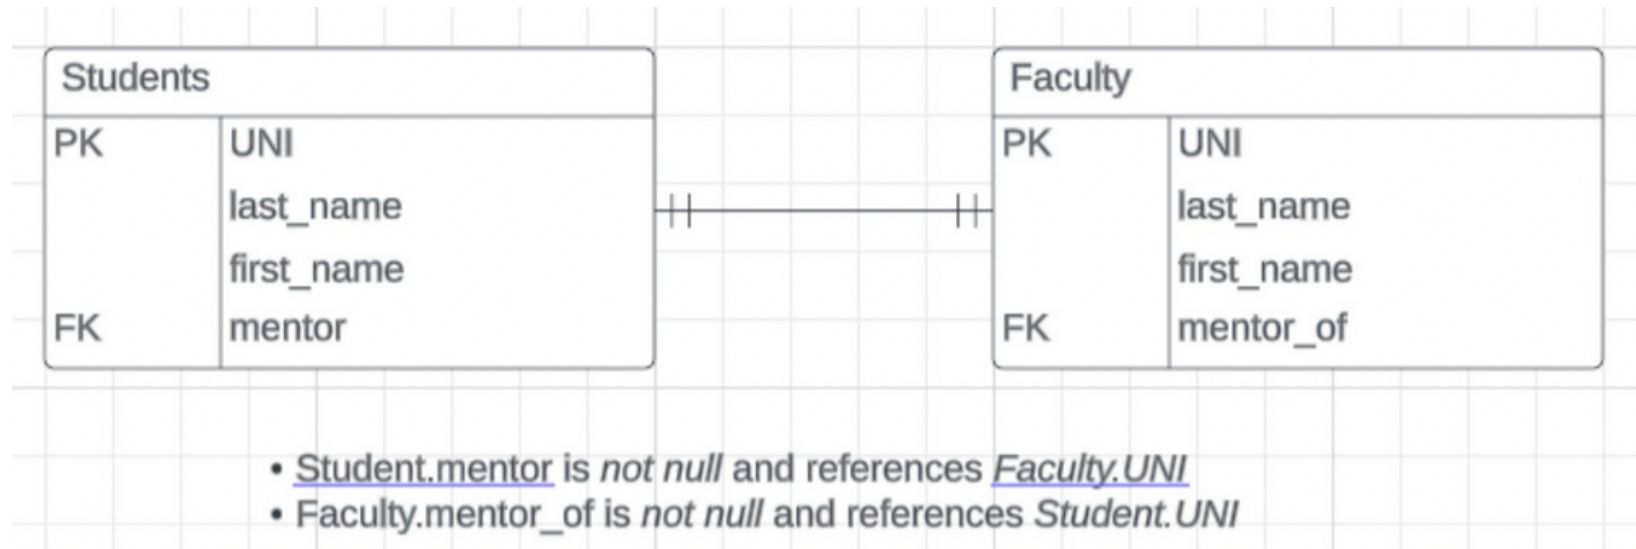 Students
PK UNI
last_name
first_name
FK mentor
Faculty
PK UNI
last_name
first_name
FK mentor_of
• Student.mentor is not null and references Faculty.UNI
• Faculty.mentor_of is not null and references Student.UNI